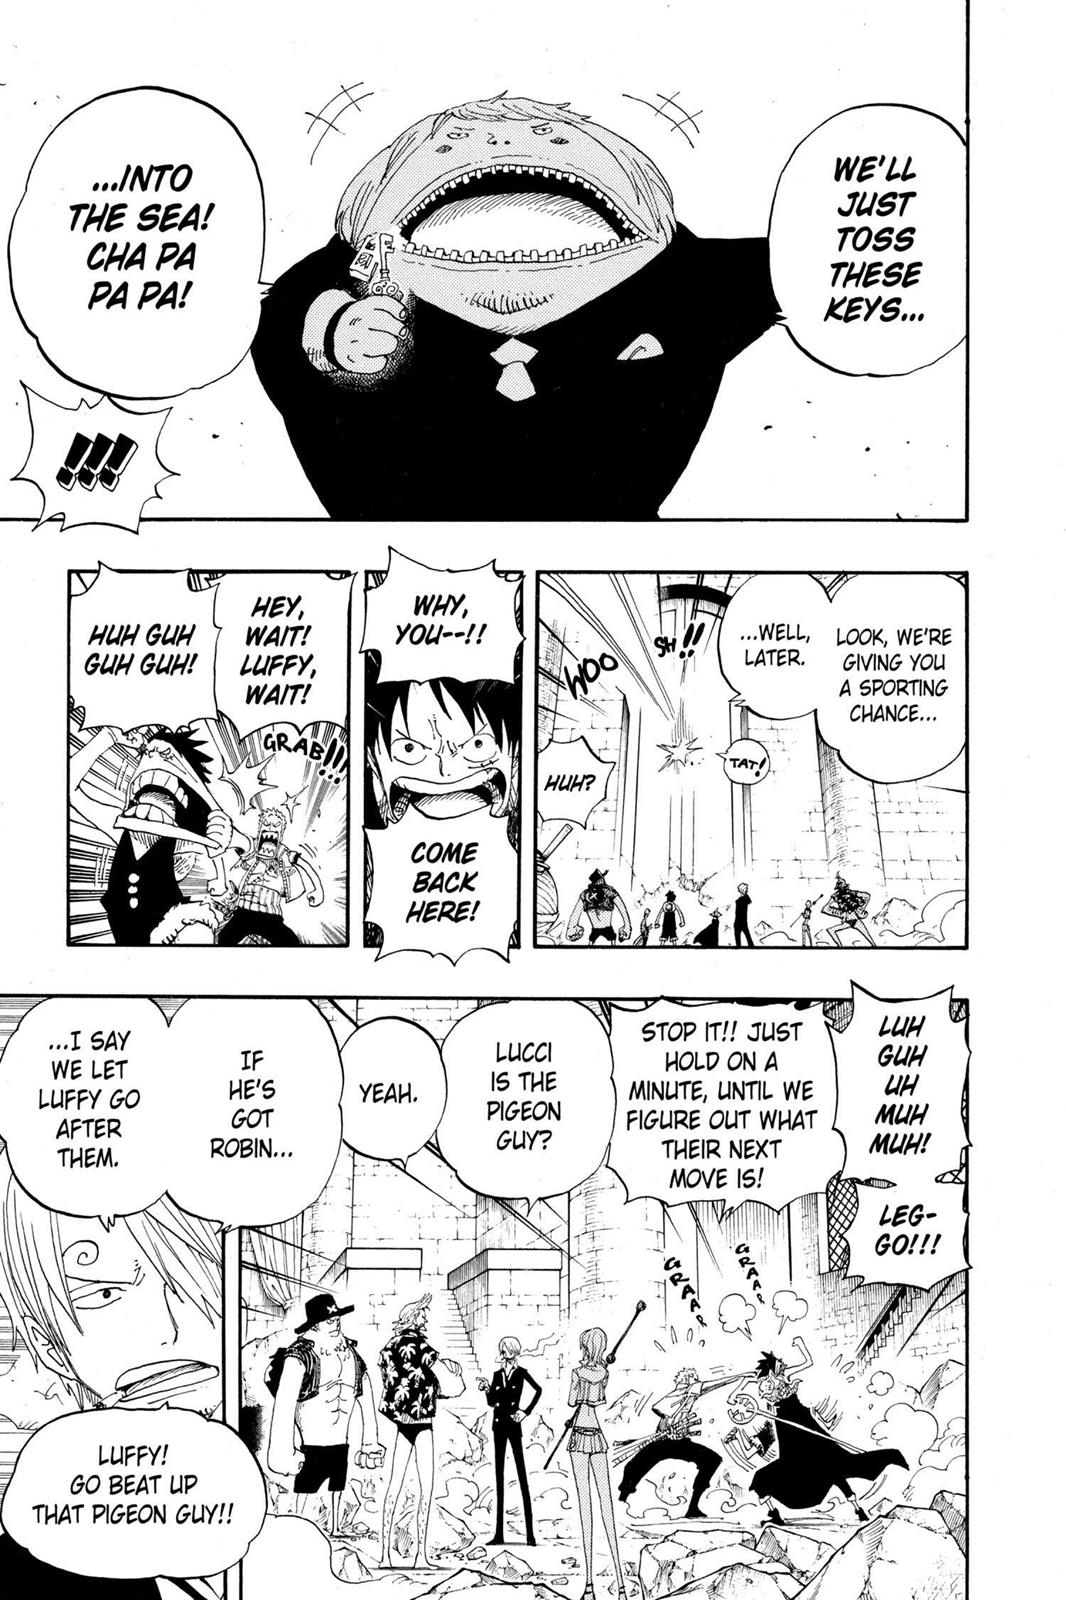 WE'LL
JUST
TOSS
THESE
KEYS...
...INTO
THE SEA!
CHA PA
PA PA!
!!!
LOOK, WE'RE
GIVING YOU
A SPORTING
CHANCE...
...WELL,
LATER.
SH!!
WOO
TAT!
HUH?
WHY,
YOU--!!
COME
BACK
HERE!
HEY,
WAIT!
LUFFY,
WAIT!
GRAB!!!
HUH GUH
GUH GUH!
LUH
GUH
UH
MUH
MUH!
LEG-
GO!!!
STOP IT!! JUST
HOLD ON A
MINUTE, UNTIL WE
FIGURE OUT WHAT
THEIR NEXT
MOVE IS!
GRAAR
GRAAR
LUCCI
IS THE
PIGEON
GUY?
YEAH.
IF
HE'S
GOT
ROBIN...
...I SAY
WE LET
LUFFY GO
AFTER
THEM.
LUFFY!
GO BEAT UP
THAT PIGEON GUY!!